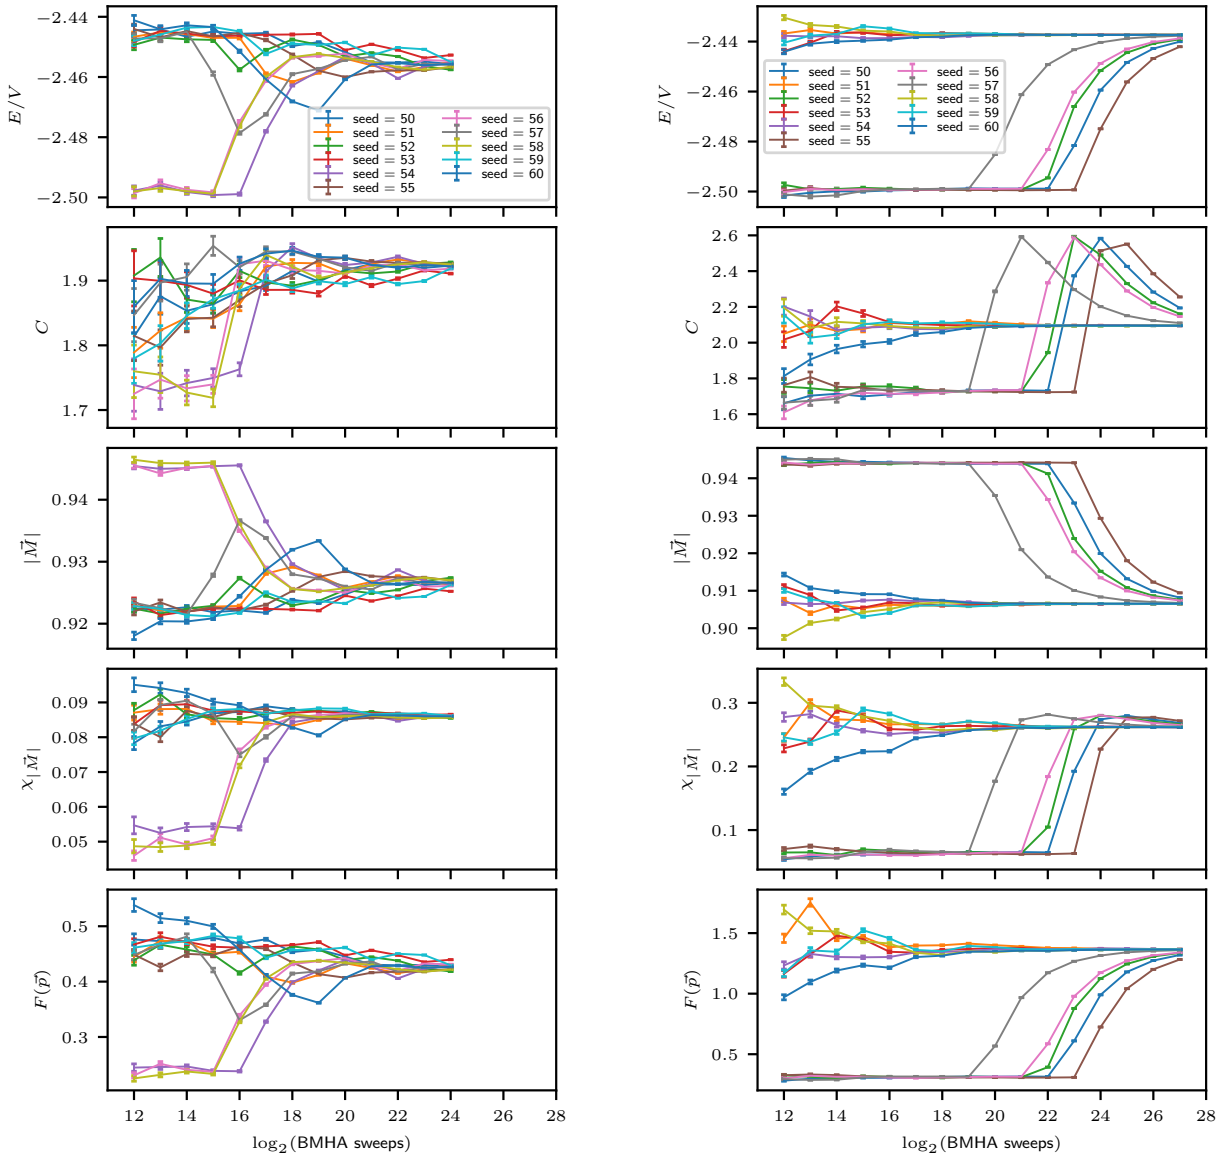 −2.44
−2.46
−2.48
−2.50
E/V
seed = 50
seed = 51
seed = 52
seed = 53
seed = 54
seed = 55
seed = 56
seed = 57
seed = 58
seed = 59
seed = 60
1.9
1.8
1.7
C
0.94
0.93
0.92
|M⃗|
0.09
0.08
0.07
0.06
0.05
χ|M⃗|
0.5
0.4
0.3
F(p⃗)
12 14 16 18 20 22 24 26 28
log₂(BMHA sweeps)
−2.44
−2.46
−2.48
−2.50
E/V
seed = 50
seed = 51
seed = 52
seed = 53
seed = 54
seed = 55
seed = 56
seed = 57
seed = 58
seed = 59
seed = 60
2.6
2.4
2.2
2.0
1.8
1.6
C
0.94
0.93
0.92
0.91
0.90
|M⃗|
0.3
0.2
0.1
χ|M⃗|
1.5
1.0
0.5
F(p⃗)
12 14 16 18 20 22 24 26 28
log₂(BMHA sweeps)